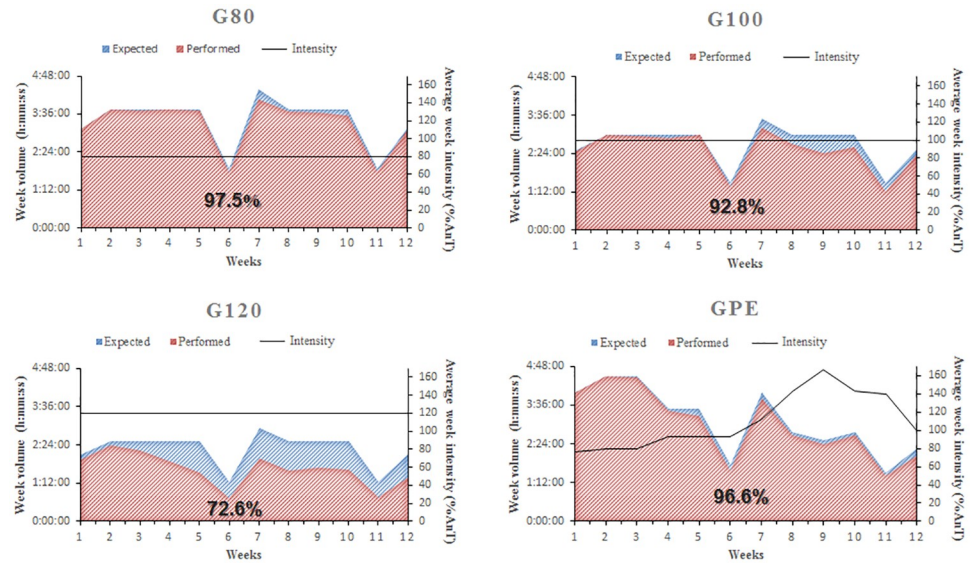 G80
Expected Performed Intensity
Week volume (h:mm:ss)
4:48:00
3:36:00
2:24:00
1:12:00
0:00:00
97.5%
160
140
120
100
80
60
40
20
0
Average week intensity (%AnT)
1 2 3 4 5 6 7 8 9 10 11 12
Weeks
G100
Expected Performed Intensity
Week volume (h:mm:ss)
4:48:00
3:36:00
2:24:00
1:12:00
0:00:00
92.8%
160
140
120
100
80
60
40
20
0
Average week intensity (%AnT)
1 2 3 4 5 6 7 8 9 10 11 12
Weeks
G120
Expected Performed Intensity
Week volume (h:mm:ss)
4:48:00
3:36:00
2:24:00
1:12:00
0:00:00
72.6%
160
140
120
100
80
60
40
20
0
Average week intensity (%AnT)
1 2 3 4 5 6 7 8 9 10 11 12
Weeks
GPE
Expected Performed Intensity
Week volume (h:mm:ss)
4:48:00
3:36:00
2:24:00
1:12:00
0:00:00
96.6%
160
140
120
100
80
60
40
20
0
Average week intensity (%AnT)
1 2 3 4 5 6 7 8 9 10 11 12
Weeks